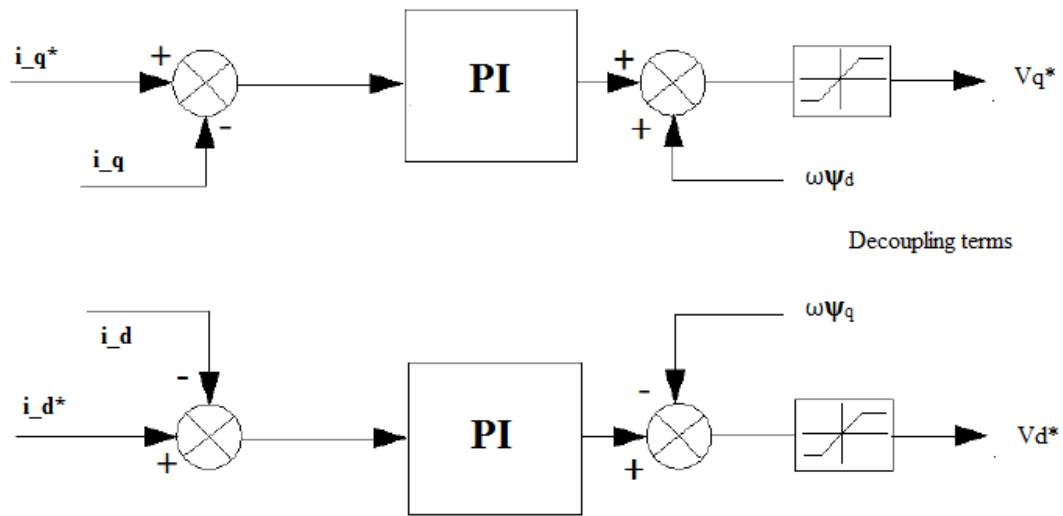 i_q*
+
PI
+
Vq*
-
+
i_q
ωψd
Decoupling terms
i_d
ωψq
-
-
i_d*
PI
Vd*
+
+